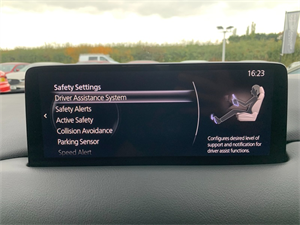 Safety Settings
16:23
Driver Assistance System
Safety Alerts
Active Safety
Collision Avoidance
Parking Sensor
Speed Alert
Configures desired level of
support and notification for
driver assist functions.